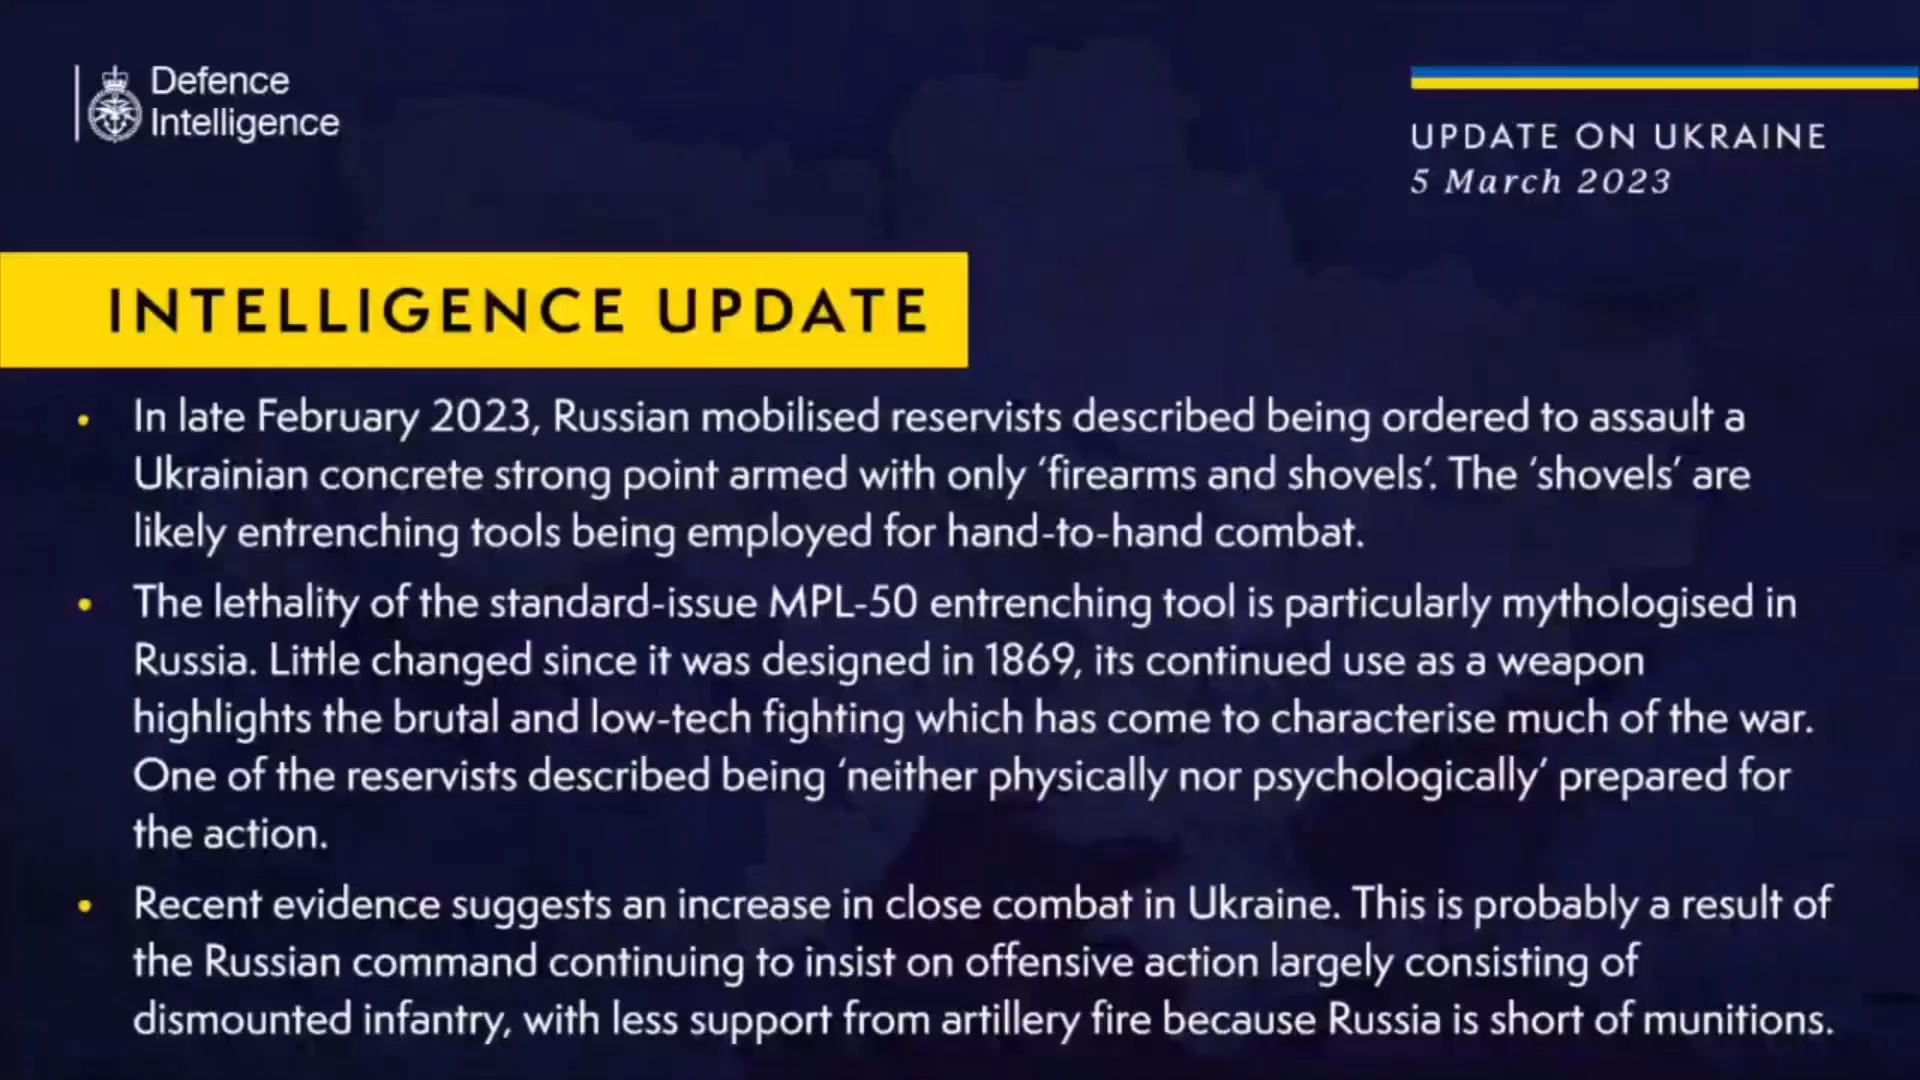 Defence
Intelligence
UPDATE ON UKRAINE
5 March 2023
INTELLIGENCE UPDATE
• In late February 2023, Russian mobilised reservists described being ordered to assault a
Ukrainian concrete strong point armed with only ‘firearms and shovels‘. The ‘shovels’ are
likely entrenching tools being employed for hand-to-hand combat.
• The lethality of the standard-issue MPL-50 entrenching tool is particularly mythologised in
Russia. Little changed since it was designed in 1869, its continued use as a weapon
highlights the brutal and low-tech fighting which has come to characterise much of the war.
One of the reservists described being ‘neither physically nor psychologically’ prepared for
the action.
• Recent evidence suggests an increase in close combat in Ukraine. This is probably a result of
the Russian command continuing to insist on offensive action largely consisting of
dismounted infantry, with less support from artillery fire because Russia is short of munitions.